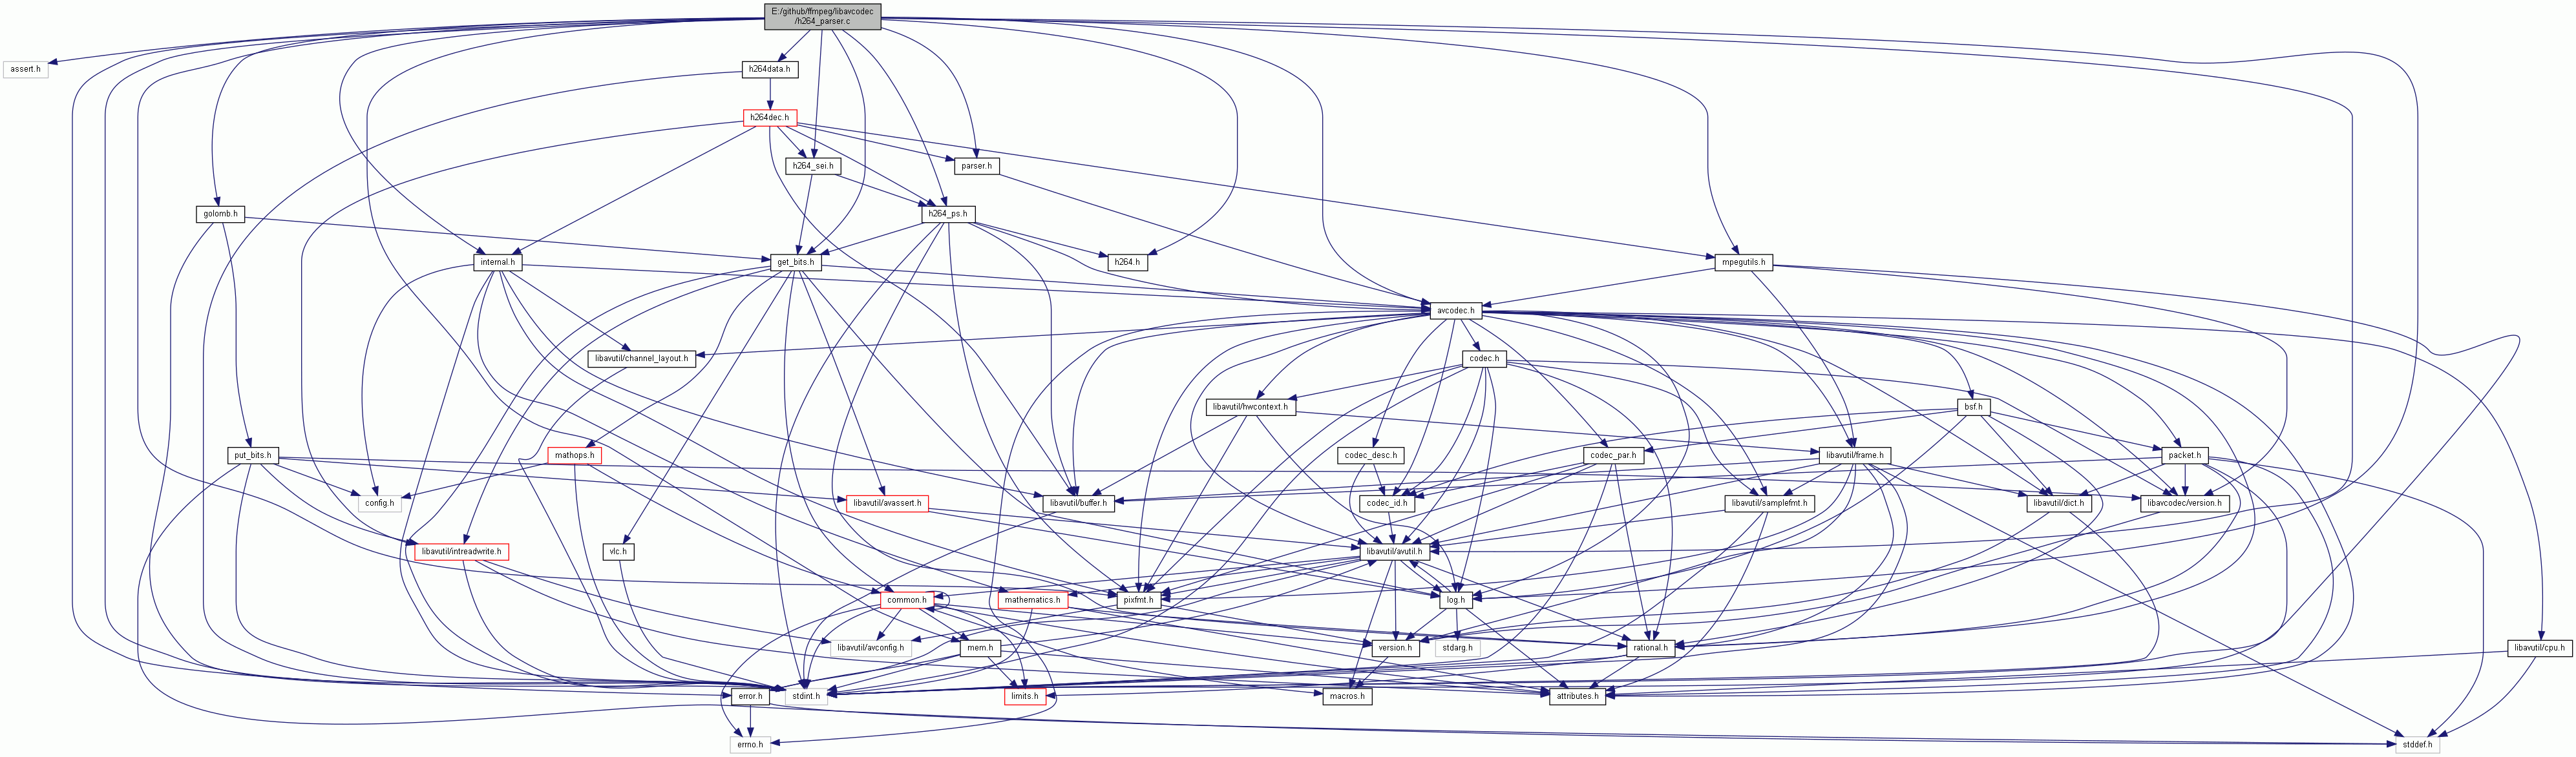 E:/github/ffmpeg/libavcodec
/h264_parser.c
assert.h
h264data.h
h264dec.h
h264_sei.h
parser.h
golomb.h
h264_ps.h
internal.h
get_bits.h
h264.h
mpegutils.h
avcodec.h
libavutil/channel_layout.h
codec.h
libavutil/hwcontext.h
bsf.h
put_bits.h
mathops.h
codec_desc.h
codec_par.h
libavutil/frame.h
packet.h
config.h
libavutil/avassert.h
libavutil/buffer.h
codec_id.h
libavutil/samplefmt.h
libavutil/dict.h
libavcodec/version.h
libavutil/intreadwrite.h
vlc.h
libavutil/avutil.h
common.h
mathematics.h
pixfmt.h
log.h
libavutil/avconfig.h
mem.h
version.h
stdarg.h
rational.h
libavutil/cpu.h
error.h
stdint.h
limits.h
macros.h
attributes.h
errno.h
stddef.h